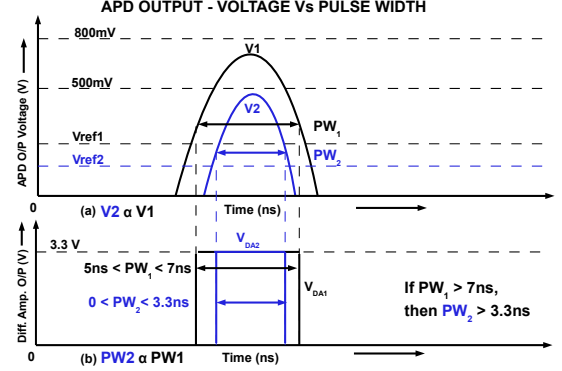 APD OUTPUT - VOLTAGE Vs PULSE WIDTH
APD O/P Voltage (V)
800mV
V1
500mV
V2
PW1
Vref1
PW2
Vref2
0
(a) V2 α V1
Time (ns)
Diff. Amp. O/P (V)
3.3 V
VDA2
5ns < PW1 < 7ns
VDA1
0 < PW2 < 3.3ns
If PW1 > 7ns,
then PW2 > 3.3ns
0
(b) PW2 α PW1
Time (ns)